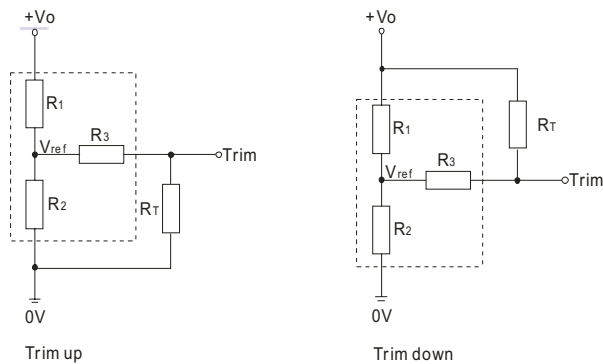 +Vo
R1
R3
Vref
Trim
R2
RT
0V
Trim up
+Vo
R1
RT
R3
Vref
Trim
R2
0V
Trim down